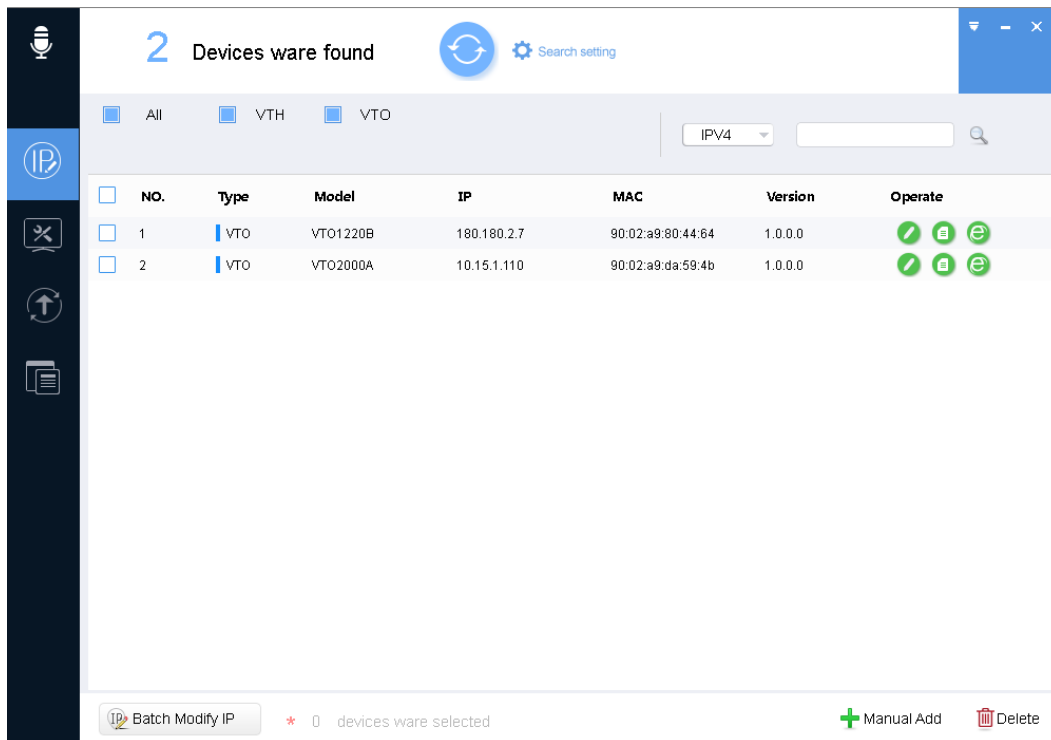 2 Devices ware found Search setting
All VTH VTO
IPV4
IP
NO. Type Model IP MAC Version Operate
1 VTO VTO1220B 180.180.2.7 90:02:a9:80:44:64 1.0.0.0
2 VTO VTO2000A 10.15.1.110 90:02:a9:da:59:4b 1.0.0.0
IP Batch Modify IP * 0 devices ware selected Manual Add Delete